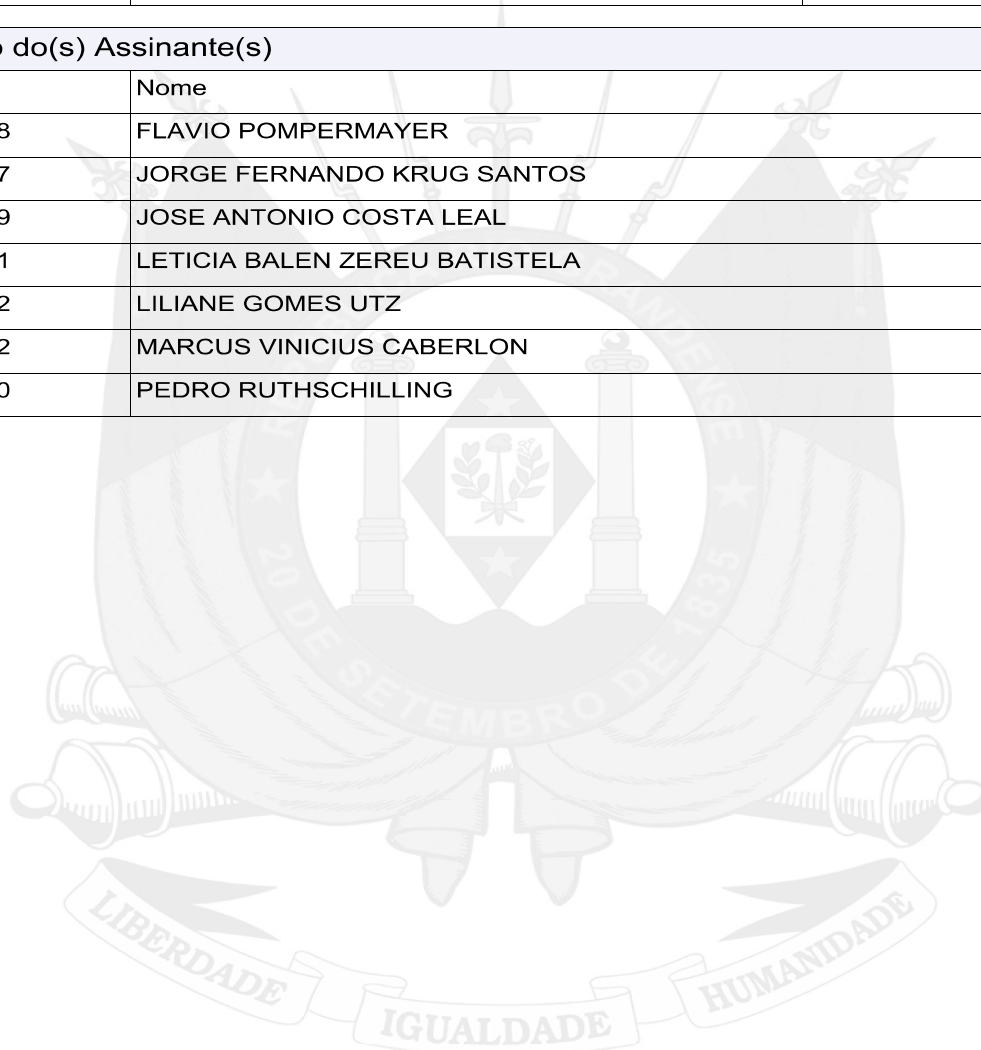 o do(s) Assinante(s)
Nome
8 FLAVIO POMPERMAYER
7 JORGE FERNANDO KRUG SANTOS
9 JOSE ANTONIO COSTA LEAL
1 LETICIA BALEN ZEREU BATISTELA
2 LILIANE GOMES UTZ
2 MARCUS VINICIUS CABERLON
0 PEDRO RUTHSCHILLING
20 DE SETEMBRO DE 1835
LIBERDADE
IGUALDADE
HUMANIDADE